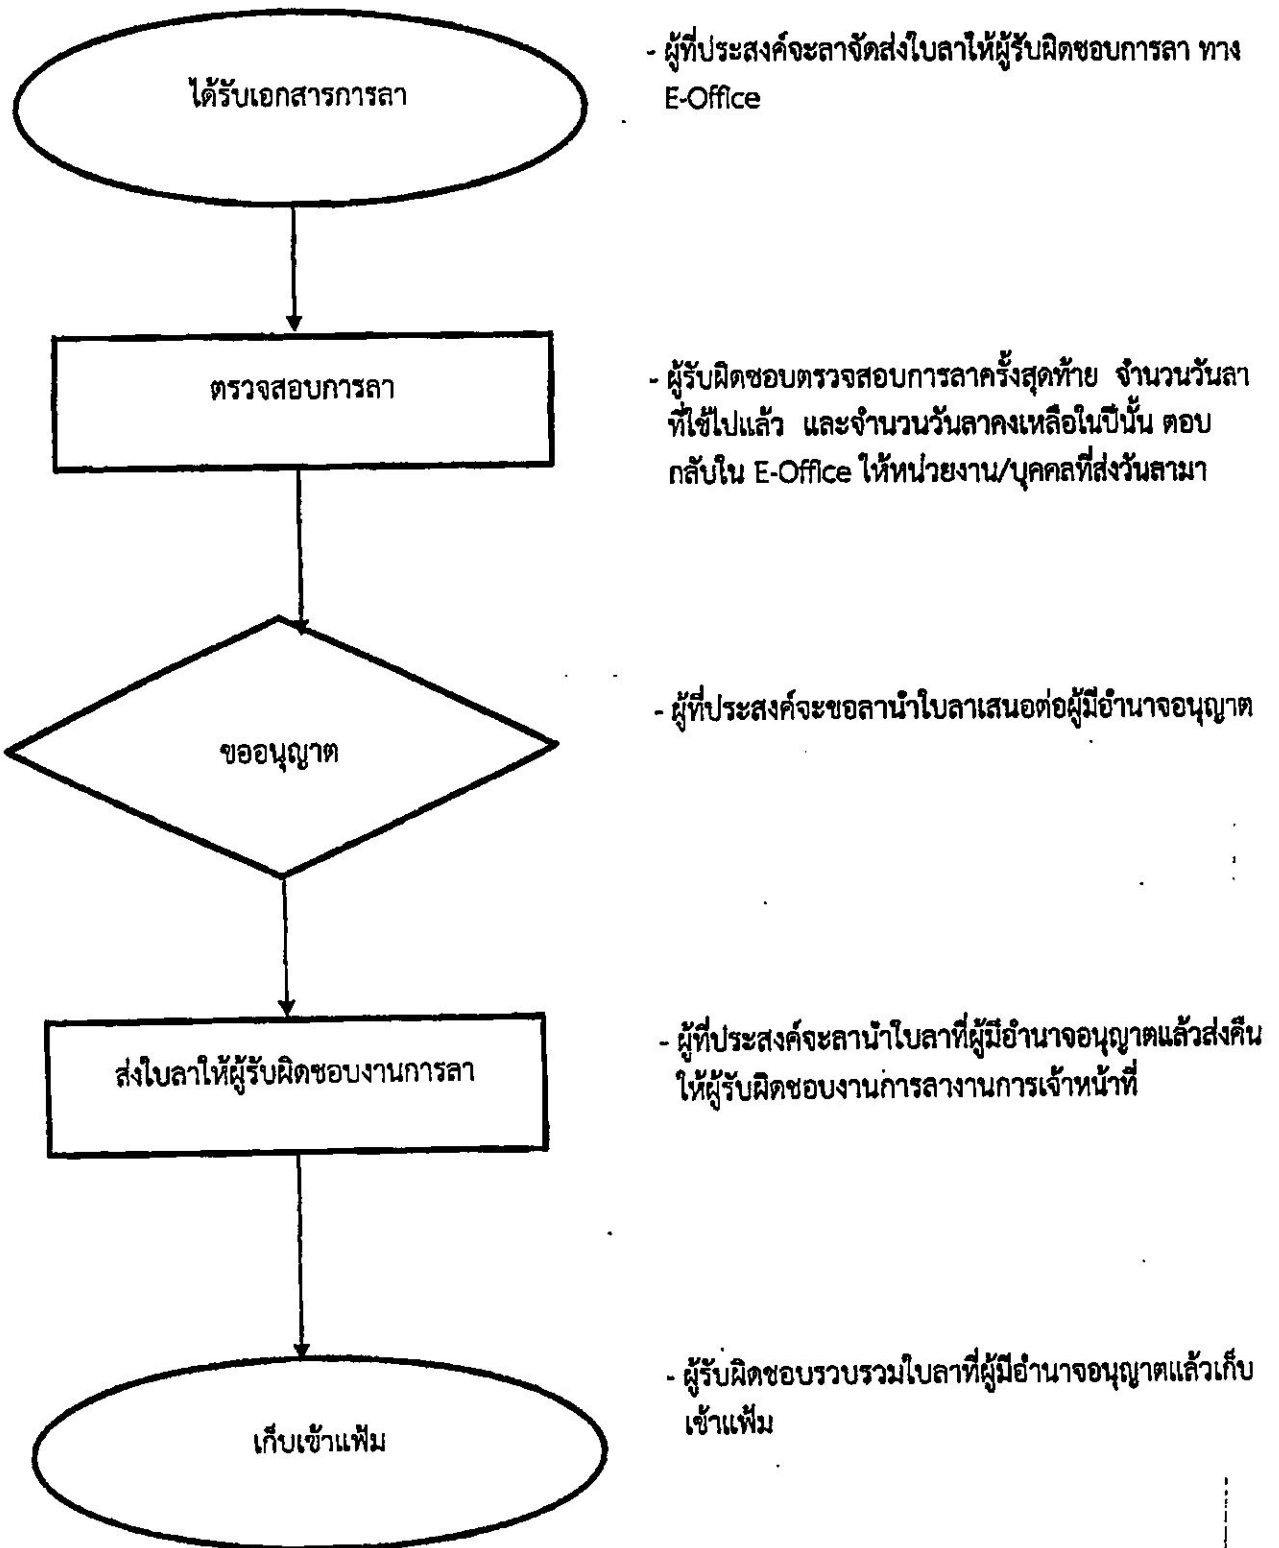 ได้รับเอกสารการลา
- ผู้ที่ประสงค์จะลาจัดส่งใบลาให้ผู้รับผิดชอบการลา ทาง
E-Office
ตรวจสอบการลา
- ผู้รับผิดชอบตรวจสอบการลาครั้งสุดท้าย จำนวนวันลา
ที่ใช้ไปแล้ว และจำนวนวันลาคงเหลือในปีนั้น ตอบ
กลับใน E-Office ให้หน่วยงาน/บุคคลที่ส่งวันลามา
ขออนุญาต
- ผู้ที่ประสงค์จะขอลานำใบลาเสนอต่อผู้มีอำนาจอนุญาต
ส่งใบลาให้ผู้รับผิดชอบงานการลา
- ผู้ที่ประสงค์จะลานำใบลาที่ผู้มีอำนาจอนุญาตแล้วส่งคืน
ให้ผู้รับผิดชอบงานการลางานการเจ้าหน้าที่
เก็บเข้าแฟ้ม
- ผู้รับผิดชอบรวบรวมใบลาที่ผู้มีอำนาจอนุญาตแล้วเก็บ
เข้าแฟ้ม